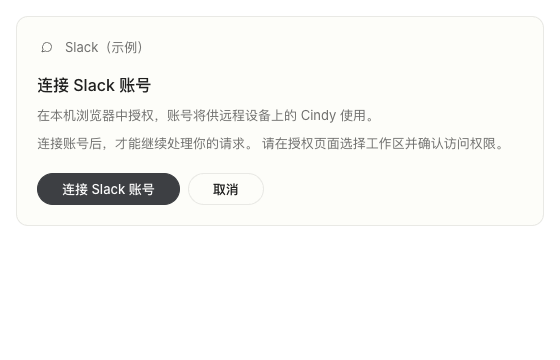 Slack（示例）
连接 Slack 账号
在本机浏览器中授权，账号将供远程设备上的 Cindy 使用。
连接账号后，才能继续处理你的请求。 请在授权页面选择工作区并确认访问权限。
连接 Slack 账号
取消